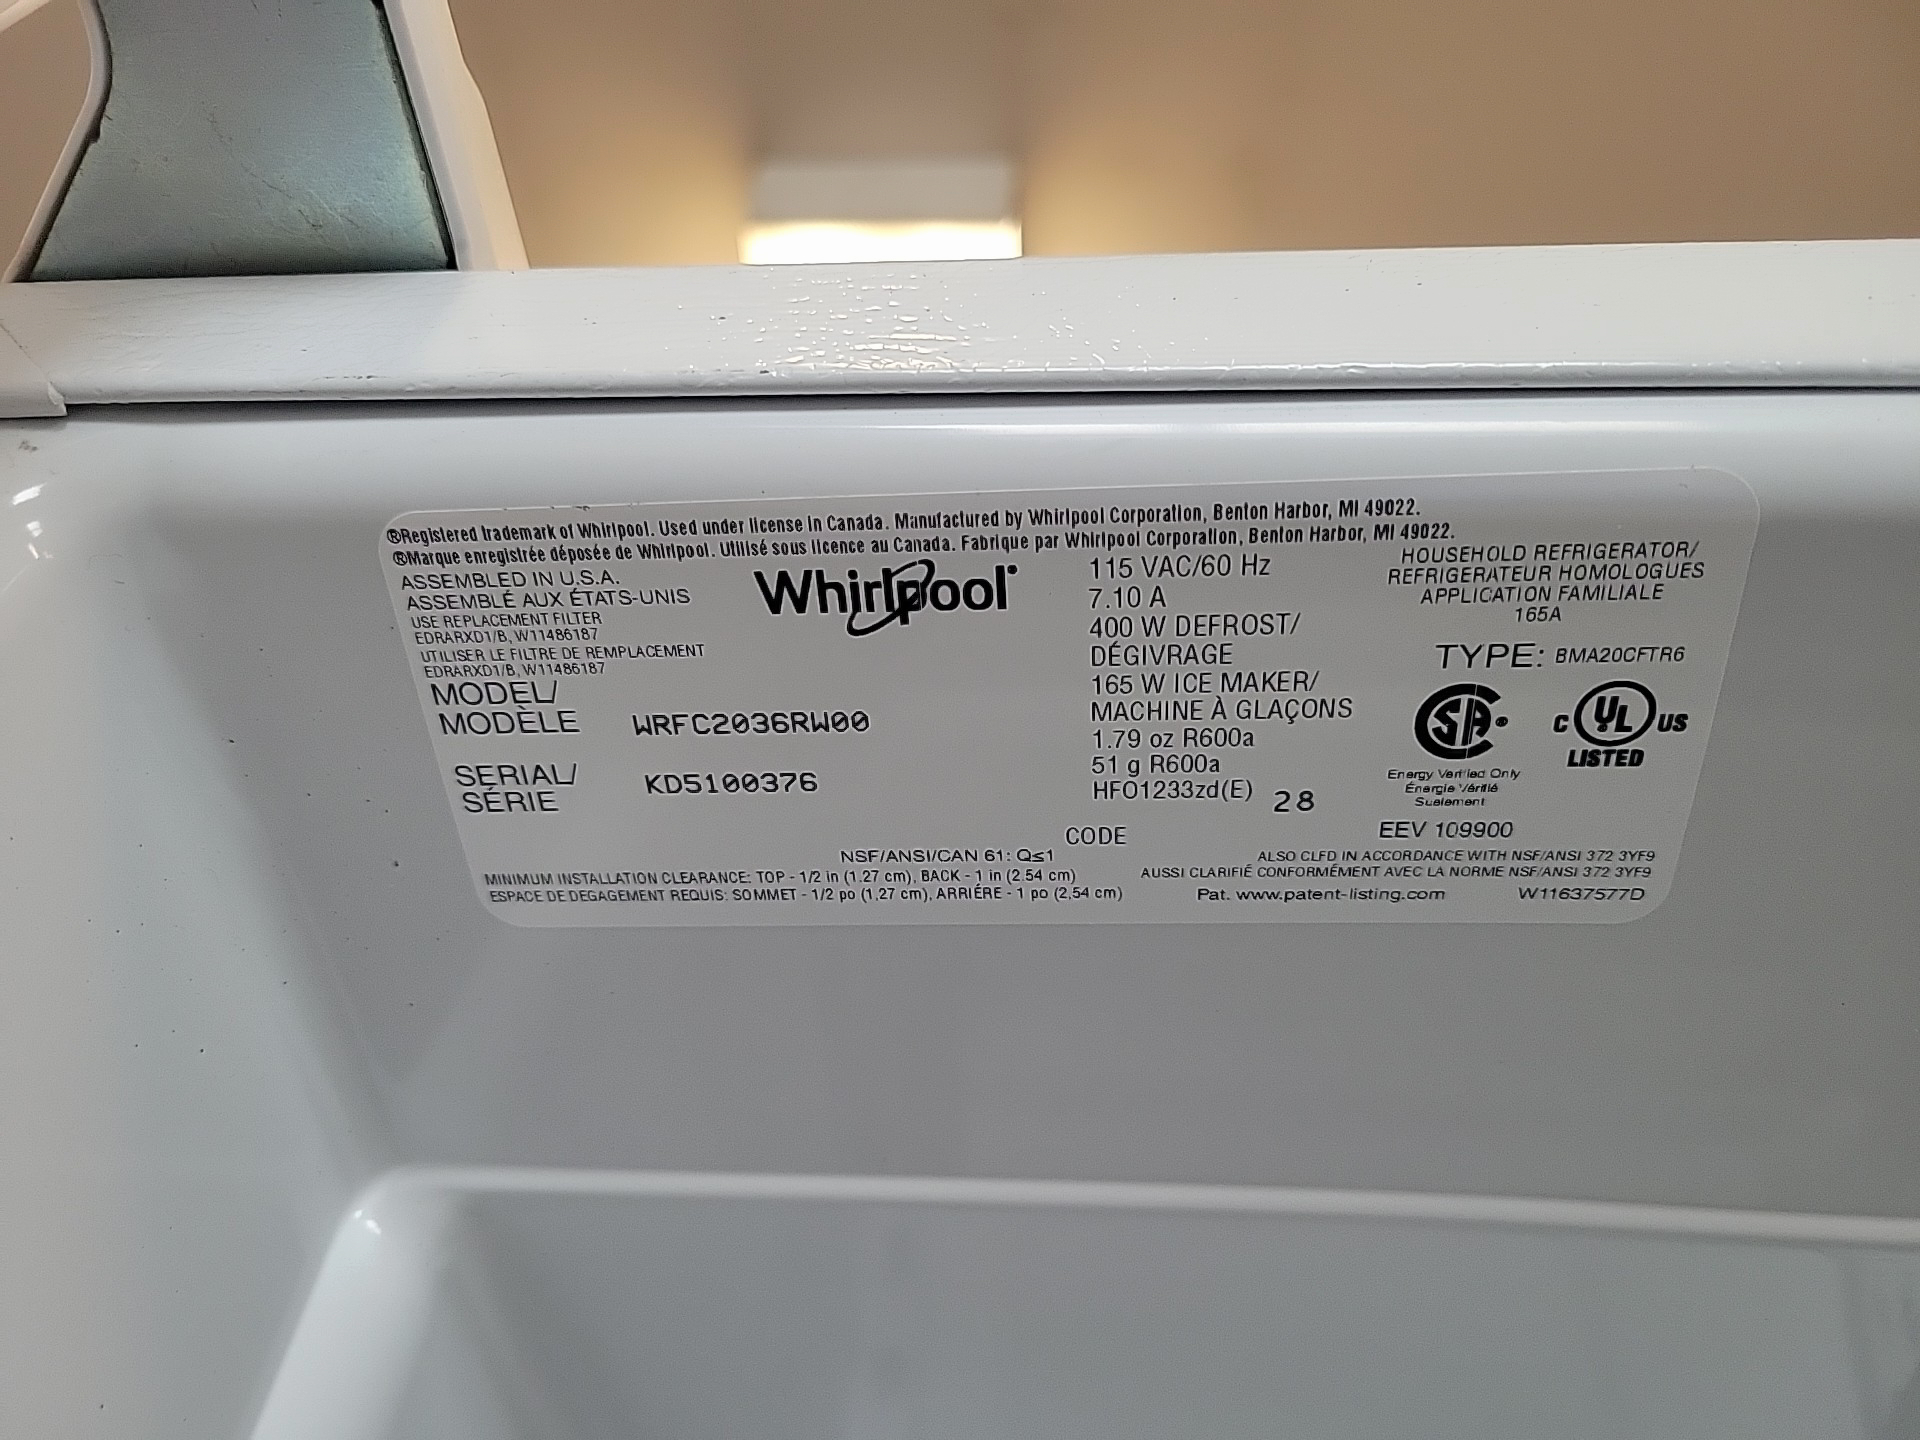 ®Registered trademark of Whirlpool. Used under license In Canada. Manufactured by Whirlpool Corporation, Benton Harbor, MI 49022.
®Marque enregistrée déposée de Whirlpool. Utilisé sous licence au Canada. Fabrique par Whirlpool Corporation, Benton Harbor, MI 49022.
ASSEMBLED IN U.S.A.
ASSEMBLÉ AUX ÉTATS-UNIS
USE REPLACEMENT FILTER
EDRARXD1/B, W11486187
UTILISER LE FILTRE DE REMPLACEMENT
EDRARXD1/B, W11486187
MODEL/
MODÈLE WRFC2036RW00
SERIAL/
SÉRIE KD5100376
Whirlpool
115 VAC/60 Hz
7.10 A
400 W DEFROST/
DÉGIVRAGE
165 W ICE MAKER/
MACHINE À GLAÇONS
1.79 oz R600a
51 g R600a
HFO1233zd(E) 28
CODE
HOUSEHOLD REFRIGERATOR/
REFRIGERATEUR HOMOLOGUES
APPLICATION FAMILIALE
165A
TYPE: BMA20CFTR6
SA®
C UL US
LISTED
Energy Verified Only
Énergie Vérifié
Suelement
EEV 109900
NSF/ANSI/CAN 61: Q≤1
MINIMUM INSTALLATION CLEARANCE: TOP - 1/2 in (1.27 cm), BACK - 1 in (2.54 cm)
ESPACE DE DEGAGEMENT REQUIS: SOMMET - 1/2 po (1,27 cm), ARRIÉRE - 1 po (2,54 cm)
ALSO CLFD IN ACCORDANCE WITH NSF/ANSI 372 3YF9
AUSSI CLARIFIÉ CONFORMÉMENT AVEC LA NORME NSF/ANSI 372 3YF9
Pat. www.patent-listing.com W11637577D